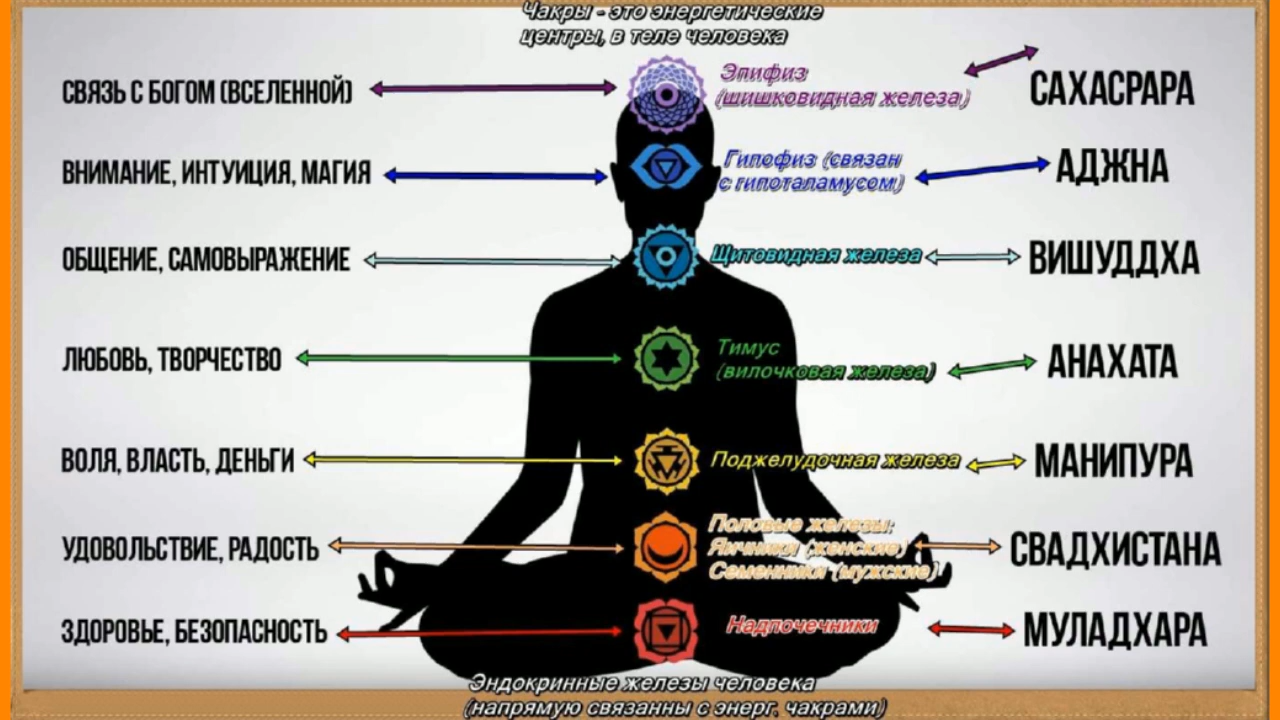 Чакры - это энергетические
центры, в теле человека
СВЯЗЬ С БОГОМ (ВСЕЛЕННОЙ)
Эпифиз
(шишковидная железа)
САХАСРАРА
ВНИМАНИЕ, ИНТУИЦИЯ, МАГИЯ
Гипофиз (связан
с гипоталамусом)
АДЖНА
ОБЩЕНИЕ, САМОВЫРАЖЕНИЕ
Щитовидная железа
ВИШУДДХА
ЛЮБОВЬ, ТВОРЧЕСТВО
Тимус
(вилочковая железа)
АНАХАТА
ВОЛЯ, ВЛАСТЬ, ДЕНЬГИ
Поджелудочная железа
МАНИПУРА
УДОВОЛЬСТВИЕ, РАДОСТЬ
Половые железы:
Яичники (женские)
Семенники (мужские)
СВАДХИСТАНА
ЗДОРОВЬЕ, БЕЗОПАСНОСТЬ
Надпочечники
МУЛАДХАРА
Эндокринные железы человека
(напрямую связанны с энерг. чакрами)